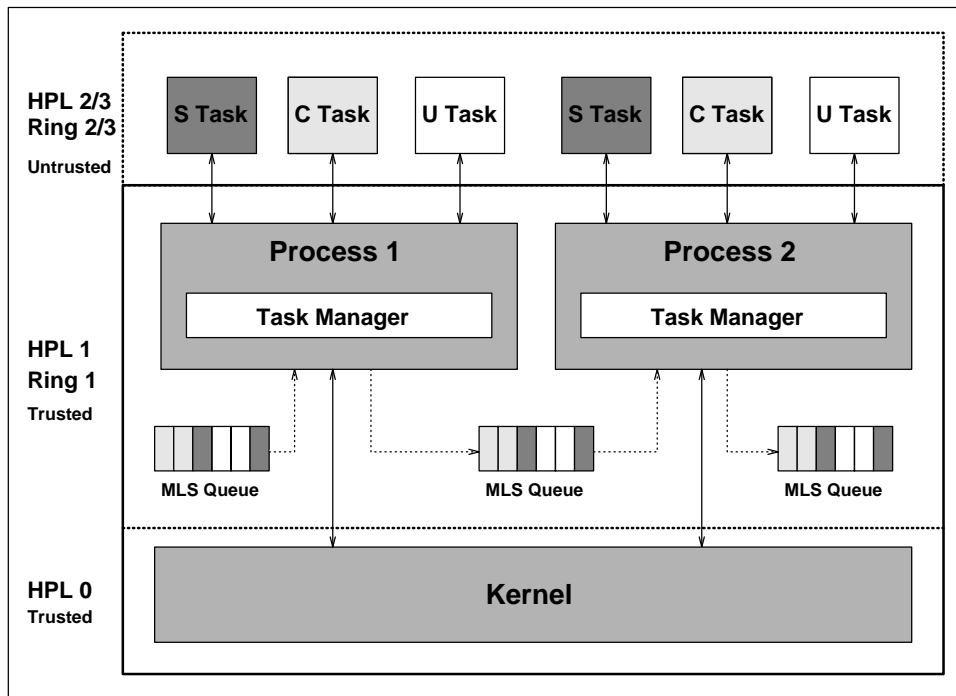 HPL 2/3
Ring 2/3
Untrusted
S Task
C Task
U Task
S Task
C Task
U Task
Process 1
Task Manager
Process 2
Task Manager
HPL 1
Ring 1
Trusted
MLS Queue
MLS Queue
MLS Queue
HPL 0
Trusted
Kernel